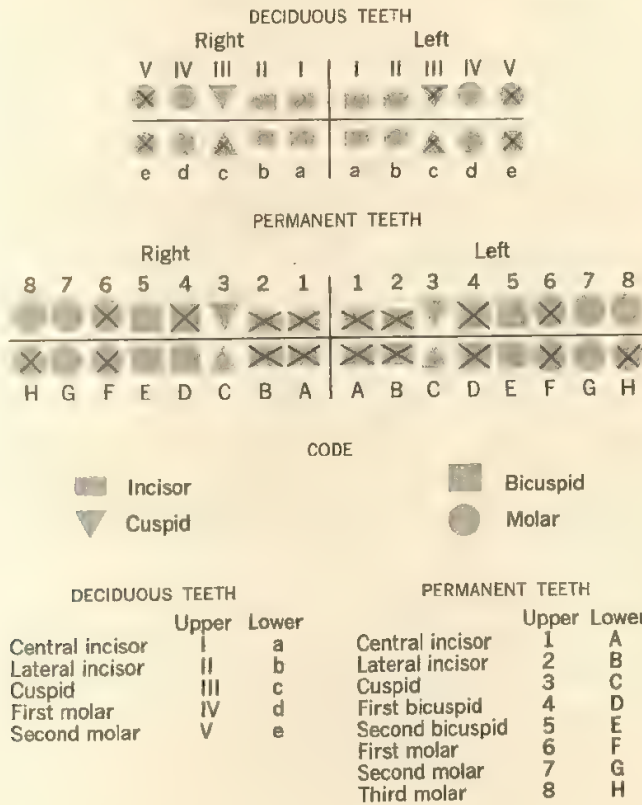 DECIDUOUS TEETH
Right Left
V IV III II I I II III IV V
e d c b a a b c d e
PERMANENT TEETH
Right Left
8 7 6 5 4 3 2 1 1 2 3 4 5 6 7 8
H G F E D C B A A B C D E F G H
CODE
Incisor Bicuspid
Cuspid Molar
DECIDUOUS TEETH
Upper Lower
Central incisor I a
Lateral incisor II b
Cuspid III c
First molar IV d
Second molar V e
PERMANENT TEETH
Upper Lower
Central incisor 1 A
Lateral incisor 2 B
Cuspid 3 C
First bicuspid 4 D
Second bicuspid 5 E
First molar 6 F
Second molar 7 G
Third molar 8 H